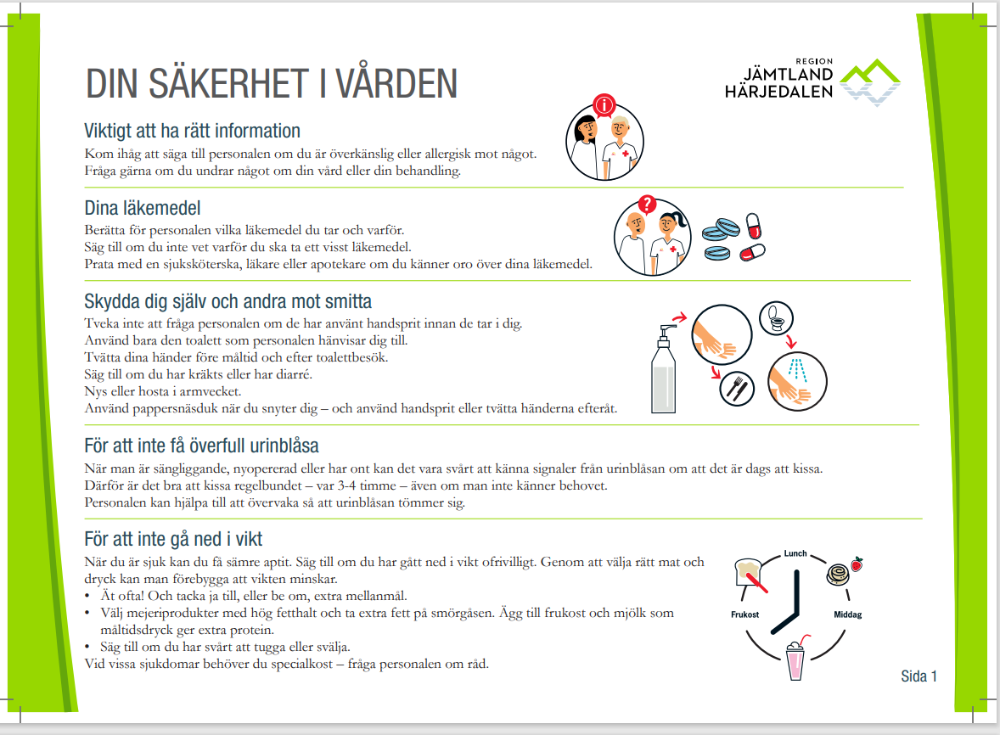 DIN SÄKERHET I VÅRDEN
REGION
JÄMTLAND
HÄRJEDALEN
Viktigt att ha rätt information
Kom ihåg att säga till personalen om du är överkänslig eller allergisk mot något.
Fråga gärna om du undrar något om din vård eller din behandling.
i
Dina läkemedel
Berätta för personalen vilka läkemedel du tar och varför.
Säg till om du inte vet varför du ska ta ett visst läkemedel.
Prata med en sjuksköterska, läkare eller apotekare om du känner oro över dina läkemedel.
?
Skydda dig själv och andra mot smitta
Tveka inte att fråga personalen om de har använt handsprit innan de tar i dig.
Använd bara den toalett som personalen hänvisar dig till.
Tvätta dina händer före måltid och efter toalettbesök.
Säg till om du har kräkts eller har diarré.
Nys eller hosta i armvecket.
Använd pappersnäsduk när du snyter dig – och använd handsprit eller tvätta händerna efteråt.
För att inte få överfull urinblåsa
När man är sängliggande, nyopererad eller har ont kan det vara svårt att känna signaler från urinblåsan om att det är dags att kissa.
Därför är det bra att kissa regelbundet – var 3-4 timme – även om man inte känner behovet.
Personalen kan hjälpa till att övervaka så att urinblåsan tömmer sig.
För att inte gå ned i vikt
När du är sjuk kan du få sämre aptit. Säg till om du har gått ned i vikt ofrivilligt. Genom att välja rätt mat och
dryck kan man förebygga att vikten minskar.
• Ät ofta! Och tacka ja till, eller be om, extra mellanmål.
• Välj mejeriprodukter med hög fetthalt och ta extra fett på smörgåsen. Ägg till frukost och mjölk som
måltidsdryck ger extra protein.
• Säg till om du har svårt att tugga eller svälja.
Vid vissa sjukdomar behöver du specialkost – fråga personalen om råd.
Lunch
Frukost
Middag
Sida 1